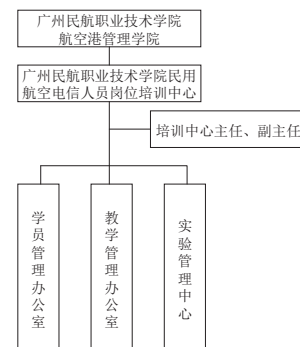 广州民航职业技术学院
航空港管理学院
广州民航职业技术学院民用
航空电信人员岗位培训中心
培训中心主任、副主任
学员管理办公室
教学管理办公室
实验管理中心